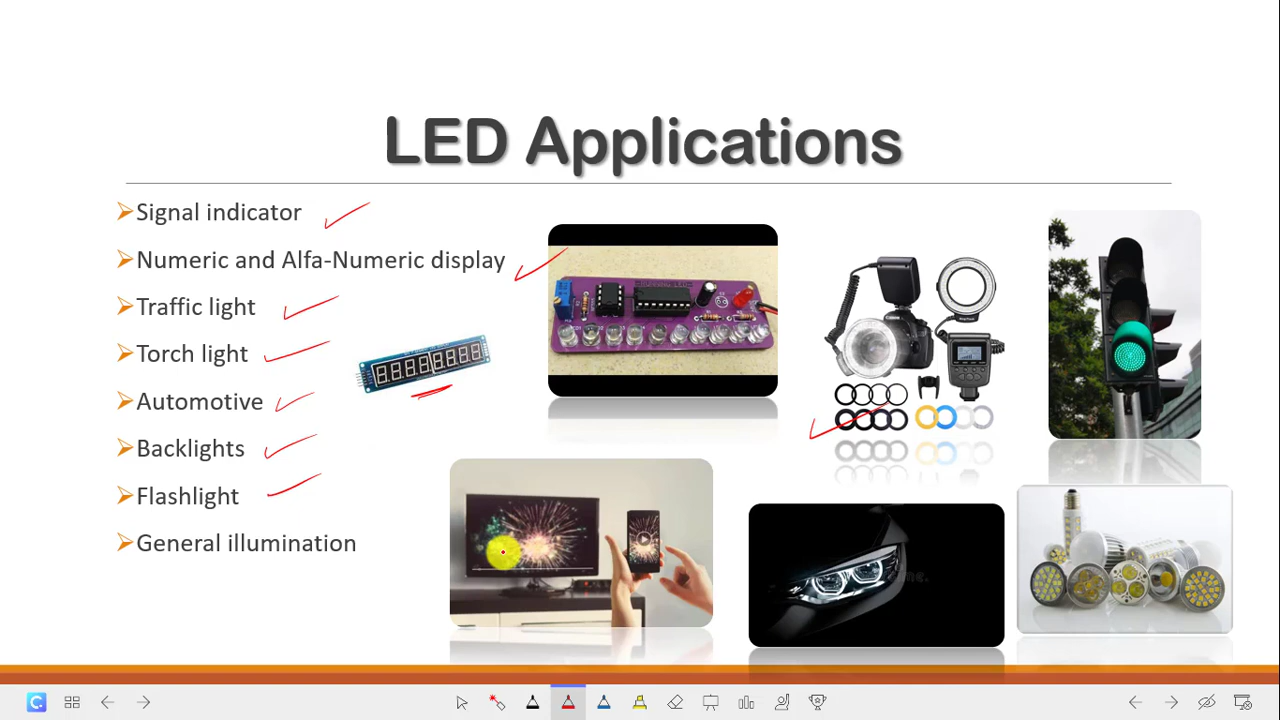 LED Applications
Signal indicator
Numeric and Alfa-Numeric display
Traffic light
Torch light
Automotive
Backlights
Flashlight
General illumination